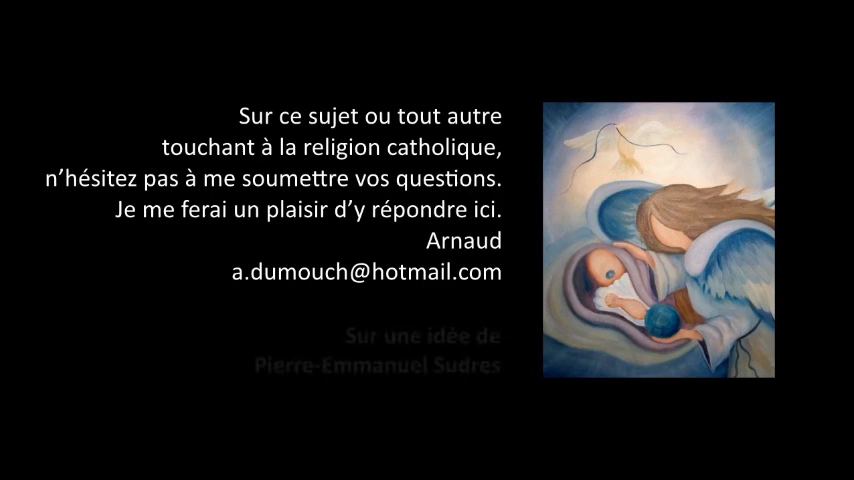 Sur ce sujet ou tout autre
touchant à la religion catholique,
n’hésitez pas à me soumettre vos questions.
Je me ferai un plaisir d’y répondre ici.
Arnaud
a.dumouch@hotmail.com
Sur une idée de
Pierre-Emmanuel Sudres